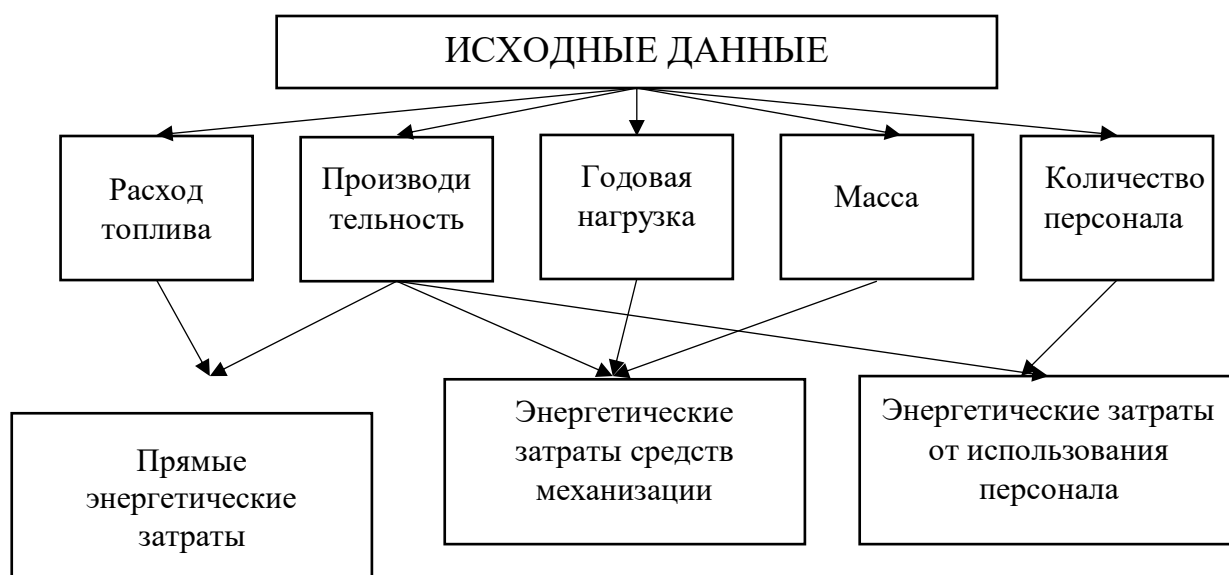 ИСХОДНЫЕ ДАННЫЕ
Расход
топлива
Производи
тельность
Годовая
нагрузка
Масса
Количество
персонала
Прямые
энергетические
затраты
Энергетические
затраты средств
механизации
Энергетические затраты
от использования
персонала